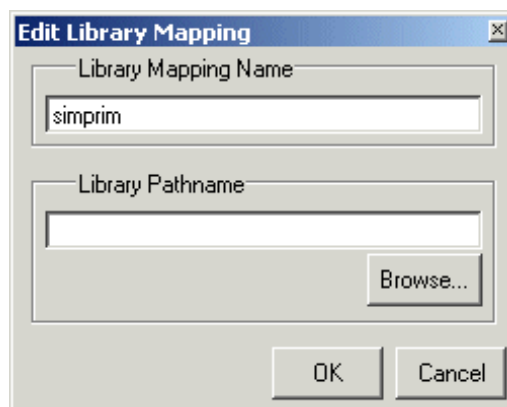 Edit Library Mapping
Library Mapping Name
simprim
Library Pathname
Browse...
OK Cancel